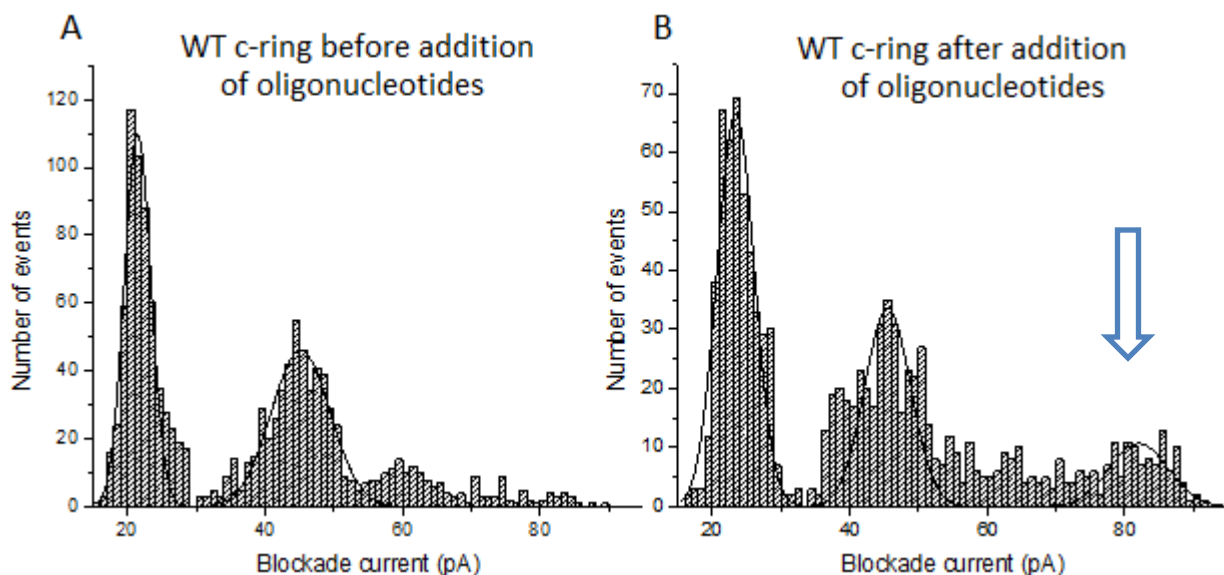 A
WT c-ring before addition
of oligonucleotides
120
100
80
60
40
20
0
Number of events
20
40
60
80
Blockade current (pA)
B
WT c-ring after addition
of oligonucleotides
70
60
50
40
30
20
10
0
Number of events
20
40
60
80
Blockade current (pA)